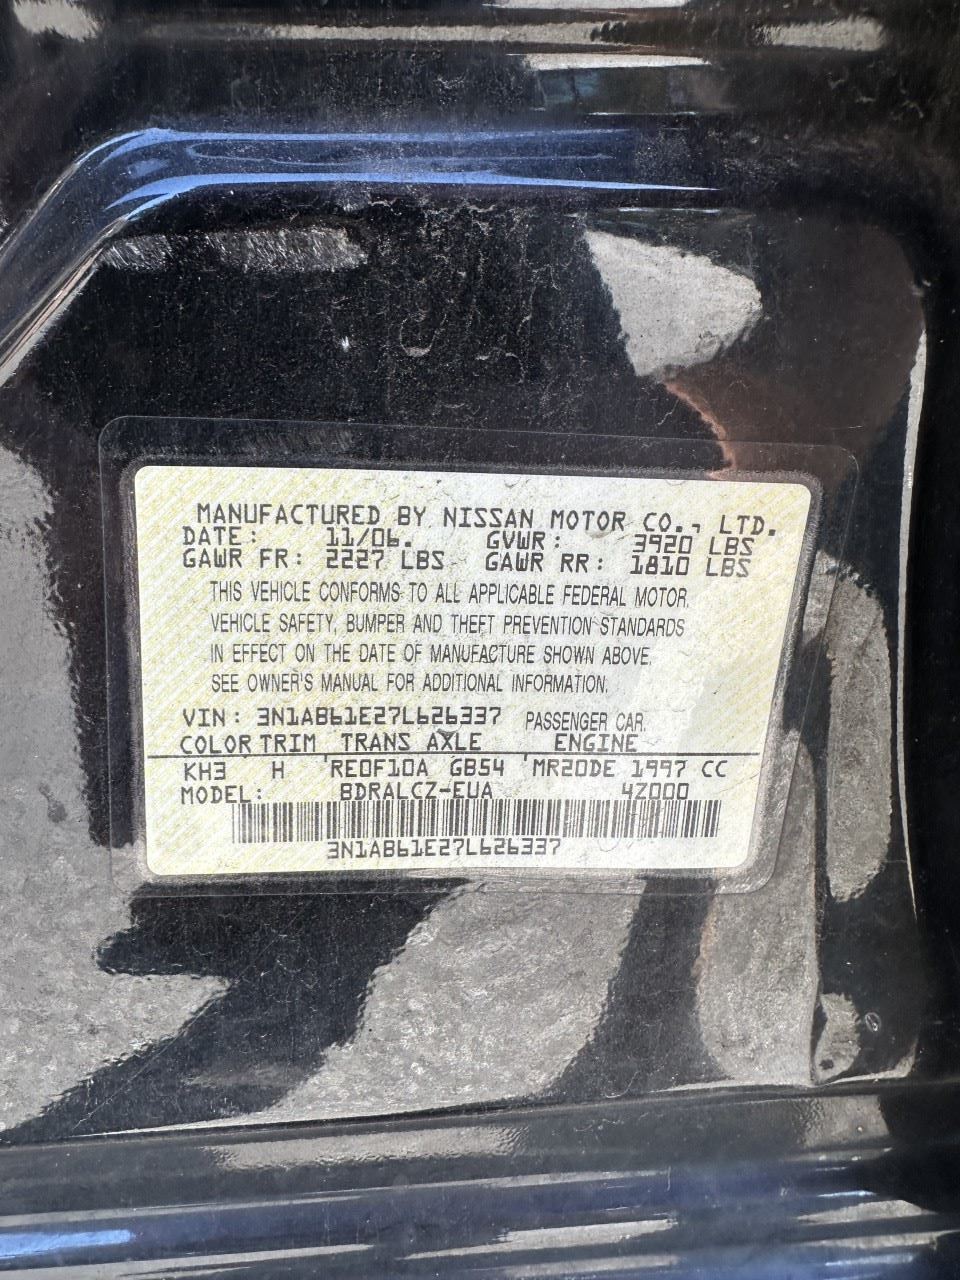 MANUFACTURED BY NISSAN MOTOR CO., LTD.
DATE: 11/06. GVWR: 3920 LBS
GAWR FR: 2227 LBS GAWR RR: 1810 LBS
THIS VEHICLE CONFORMS TO ALL APPLICABLE FEDERAL MOTOR
VEHICLE SAFETY, BUMPER AND THEFT PREVENTION STANDARDS
IN EFFECT ON THE DATE OF MANUFACTURE SHOWN ABOVE.
SEE OWNER'S MANUAL FOR ADDITIONAL INFORMATION.
VIN: 3N1AB61E27L626337 PASSENGER CAR.
COLOR TRIM TRANS AXLE ENGINE
KH3 H RE0F10A GB54 MR20DE 1997 CC
MODEL: BDRALCZ-EUA 4Z000
3N1AB61E27L626337